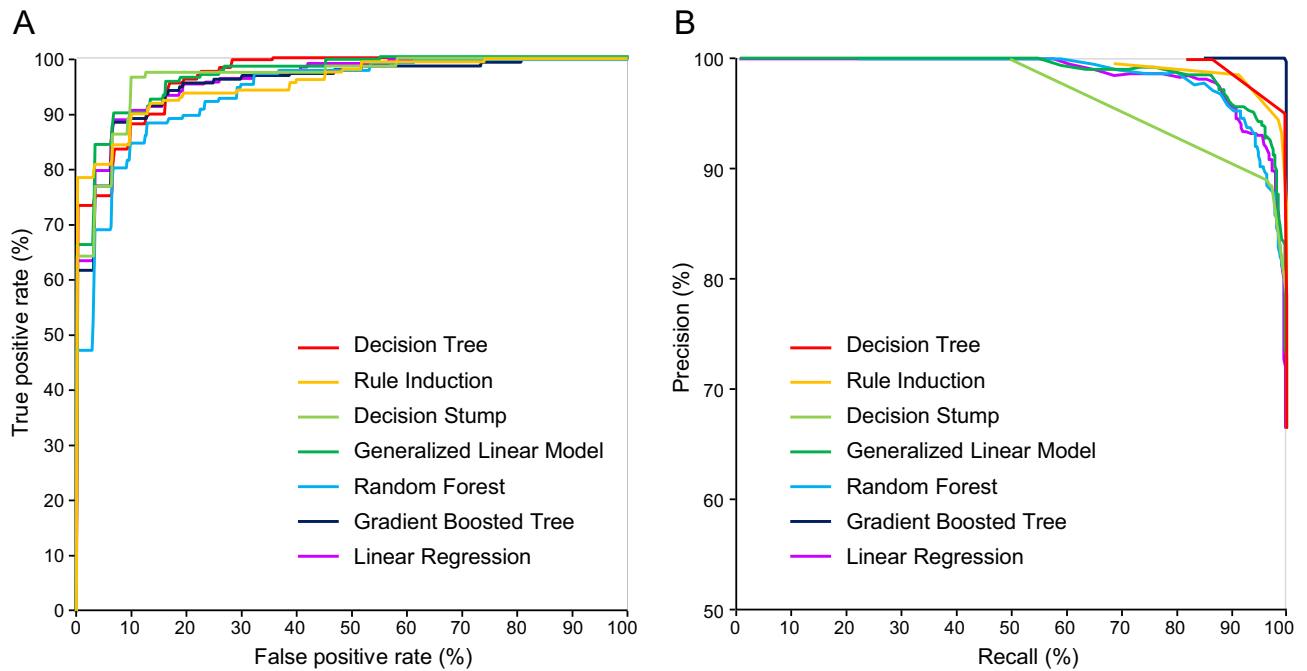 A
100
90
80
70
60
50
40
30
20
10
0
True positive rate (%)
Decision Tree
Rule Induction
Decision Stump
Generalized Linear Model
Random Forest
Gradient Boosted Tree
Linear Regression
0 10 20 30 40 50 60 70 80 90 100
False positive rate (%)
B
100
90
80
70
60
50
Precision (%)
Decision Tree
Rule Induction
Decision Stump
Generalized Linear Model
Random Forest
Gradient Boosted Tree
Linear Regression
0 10 20 30 40 50 60 70 80 90 100
Recall (%)